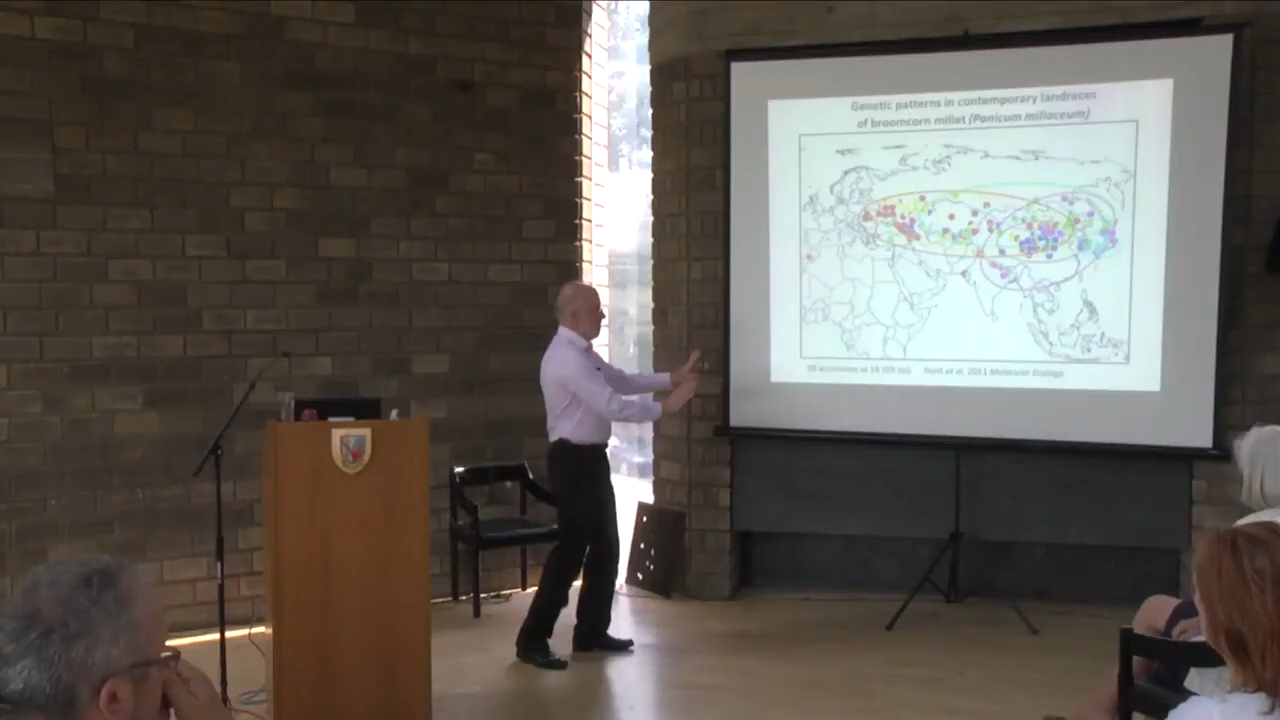 Genetic patterns in contemporary landraces
of broomcorn millet (Panicum miliaceum)
98 accessions at 16 SSR loci Hunt et al. 2011 Molecular Ecology